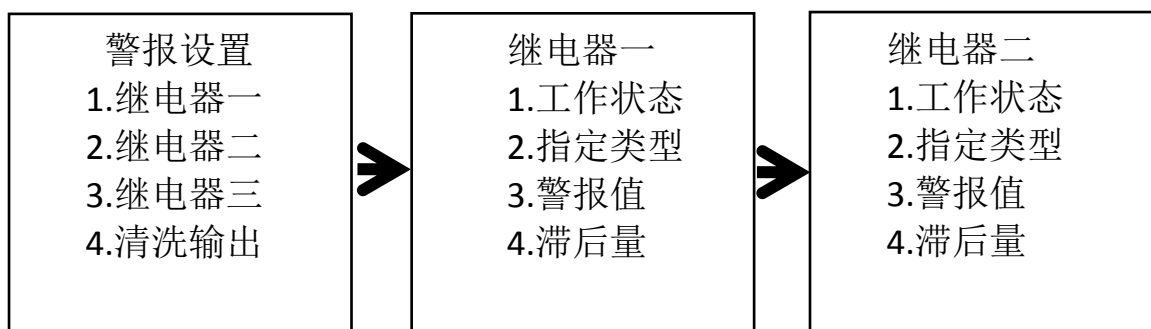 警报设置
1.继电器一
2.继电器二
3.继电器三
4.清洗输出
继电器一
1.工作状态
2.指定类型
3.警报值
4.滞后量
继电器二
1.工作状态
2.指定类型
3.警报值
4.滞后量